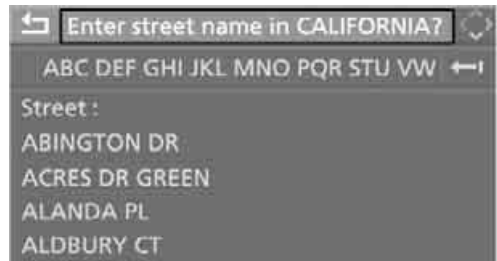 Enter street name in CALIFORNIA?
ABC DEF GHI JKL MNO PQR STU VW
Street :
ABINGTON DR
ACRES DR GREEN
ALANDA PL
ALDBURY CT